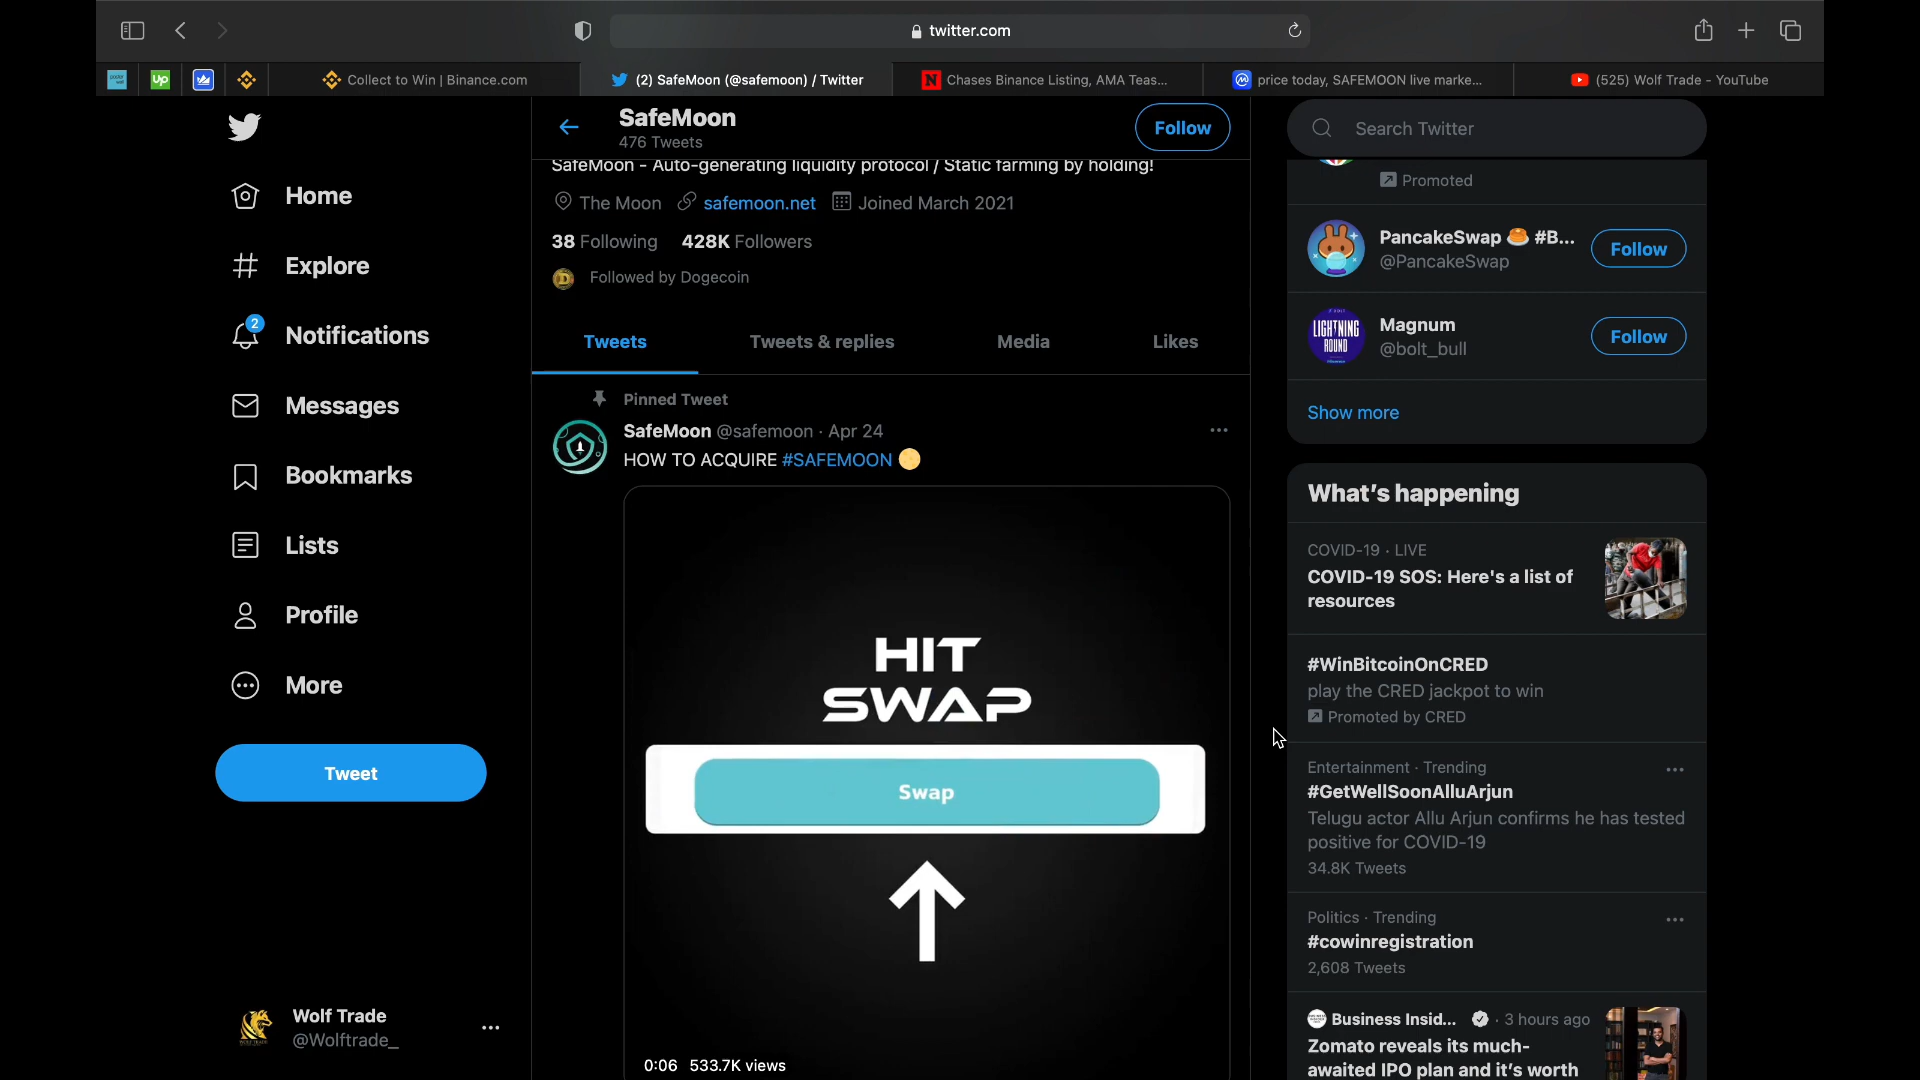 twitter.com
Collect to Win | Binance.com
(2) SafeMoon (@safemoon) / Twitter
Chases Binance Listing, AMA Teas...
price today, SAFEMOON live marke...
(525) Wolf Trade - YouTube
Home
Explore
2
Notifications
Messages
Bookmarks
Lists
Profile
More
Tweet
Wolf Trade
@Wolftrade_
SafeMoon
476 Tweets
Follow
SafeMoon - Auto-generating liquidity protocol / Static farming by holding!
The Moon safemoon.net Joined March 2021
38 Following 428K Followers
Followed by Dogecoin
Tweets Tweets & replies Media Likes
Pinned Tweet
SafeMoon @safemoon · Apr 24
HOW TO ACQUIRE #SAFEMOON
HIT
SWAP
Swap
0:06 533.7K views
Search Twitter
Promoted
PancakeSwap 🥞 #B...
@PancakeSwap
Follow
LIGHTNING
ROUND
Magnum
@bolt_bull
Follow
Show more
What's happening
COVID-19 · LIVE
COVID-19 SOS: Here's a list of
resources
#WinBitcoinOnCRED
play the CRED jackpot to win
Promoted by CRED
Entertainment · Trending
#GetWellSoonAlluArjun
Telugu actor Allu Arjun confirms he has tested
positive for COVID-19
34.8K Tweets
Politics · Trending
#cowinregistration
2,608 Tweets
Business Insid... · 3 hours ago
Zomato reveals its much-
awaited IPO plan and it's worth